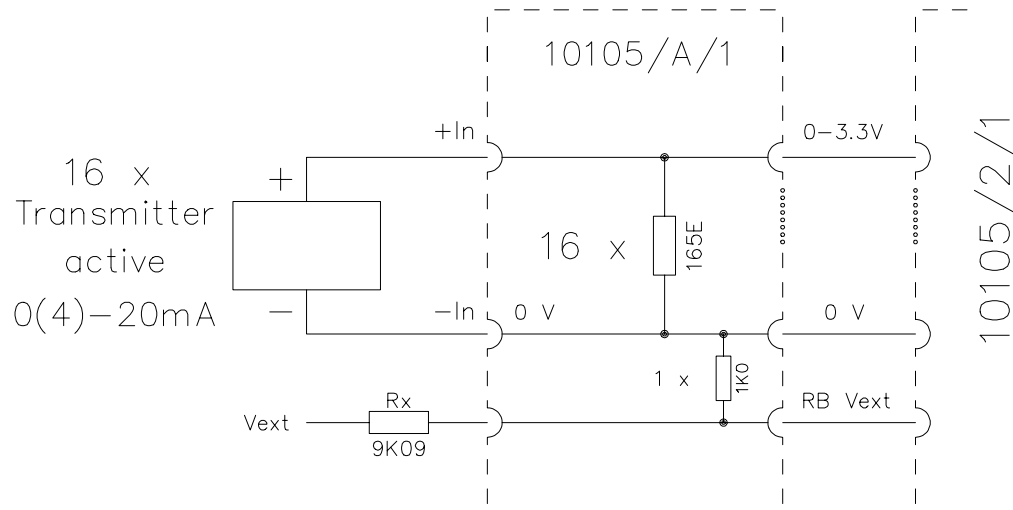 10105/A/1
+In
0-3.3V
16 x
Transmitter
active
0(4)-20mA
+
-
16 x
165E
-In
0 V
0 V
1 x
1K0
Vext
Rx
9K09
RB Vext
10105/2/1